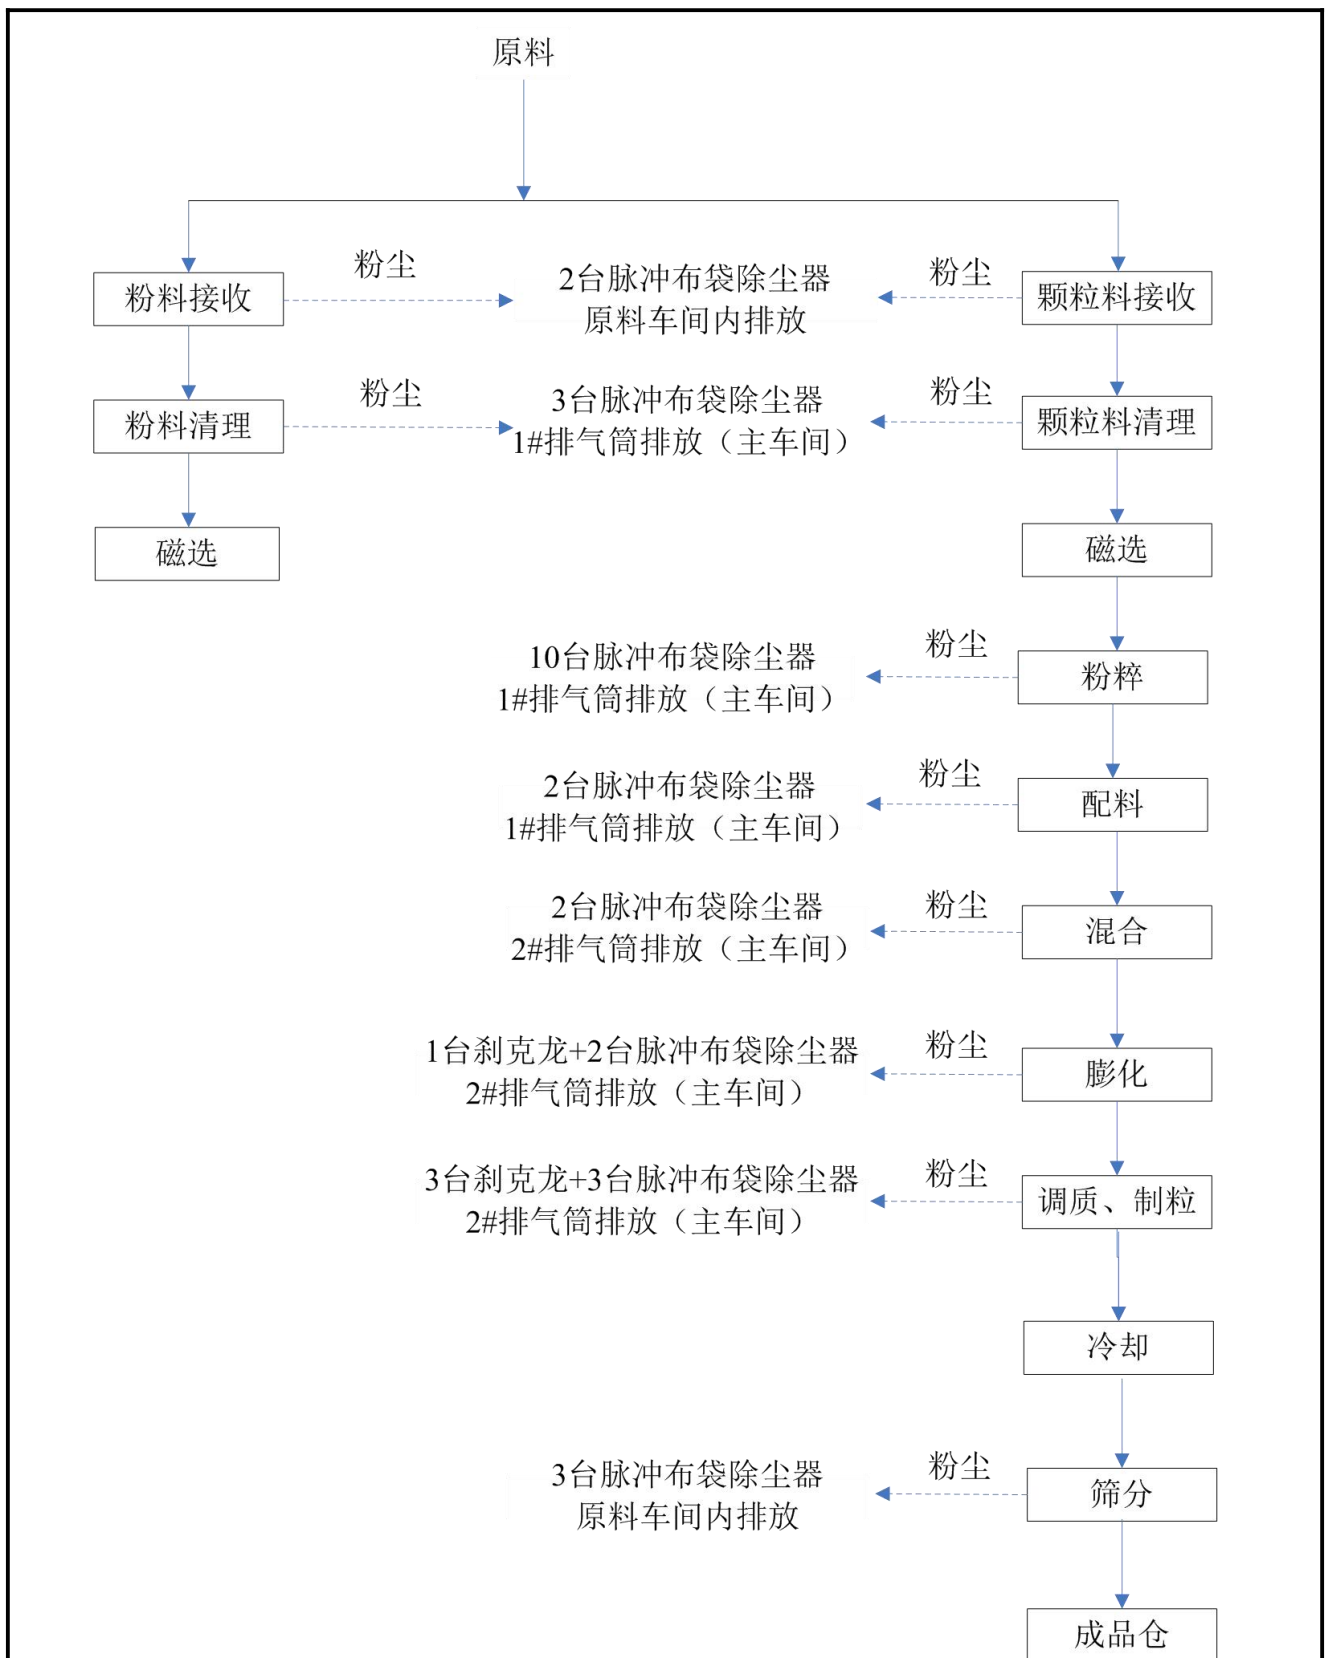 原料
粉尘
粉尘
粉料接收
2台脉冲布袋除尘器
原料车间内排放
颗粒料接收
粉尘
粉尘
粉料清理
3台脉冲布袋除尘器
1#排气筒排放（主车间）
颗粒料清理
磁选
磁选
粉尘
10台脉冲布袋除尘器
1#排气筒排放（主车间）
粉粹
粉尘
2台脉冲布袋除尘器
1#排气筒排放（主车间）
配料
粉尘
2台脉冲布袋除尘器
2#排气筒排放（主车间）
混合
粉尘
1台刹克龙+2台脉冲布袋除尘器
2#排气筒排放（主车间）
膨化
粉尘
3台刹克龙+3台脉冲布袋除尘器
2#排气筒排放（主车间）
调质、制粒
冷却
粉尘
3台脉冲布袋除尘器
原料车间内排放
筛分
成品仓